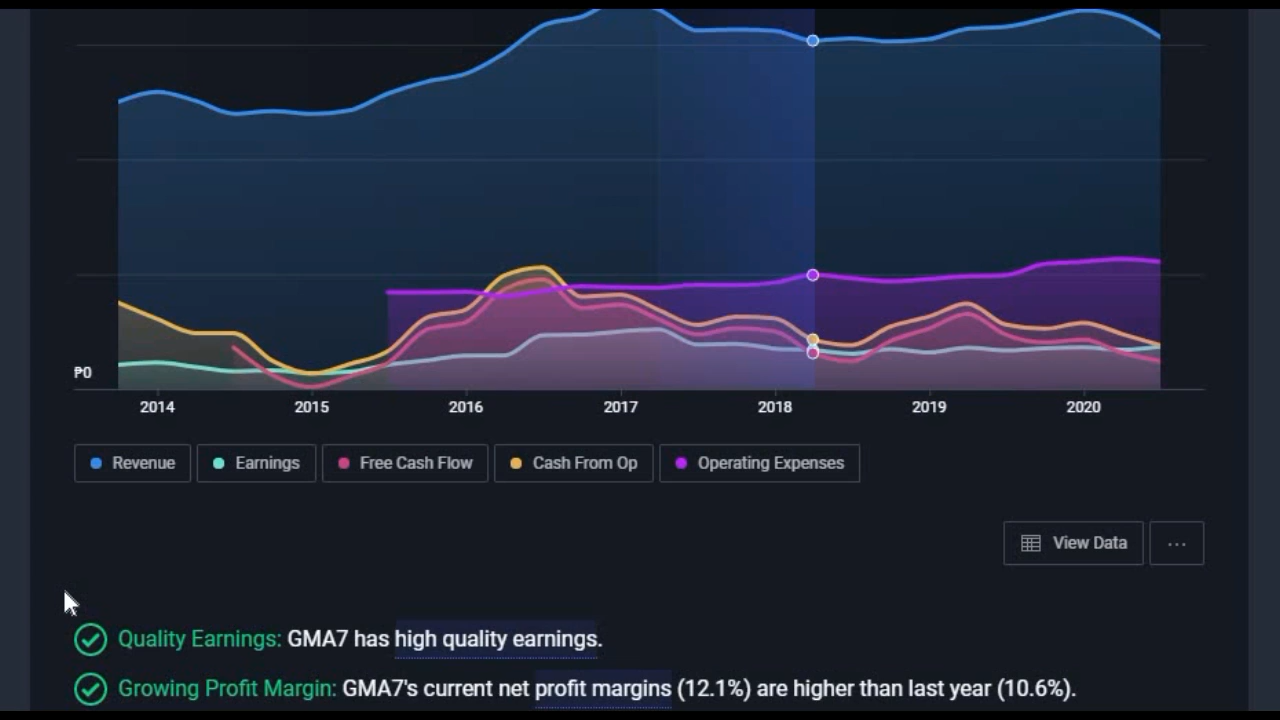 ₱0
2014 2015 2016 2017 2018 2019 2020
Revenue Earnings Free Cash Flow Cash From Op Operating Expenses
View Data ...
Quality Earnings: GMA7 has high quality earnings.
Growing Profit Margin: GMA7's current net profit margins (12.1%) are higher than last year (10.6%).